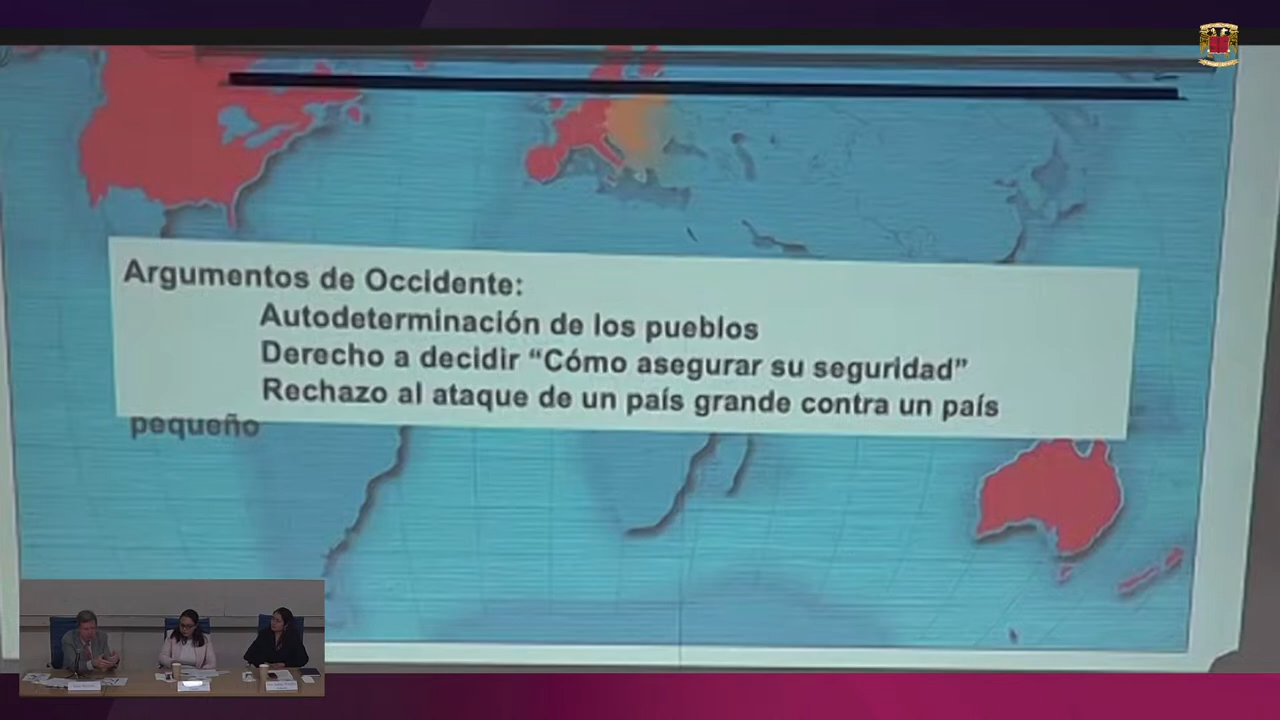 Argumentos de Occidente:
Autodeterminación de los pueblos
Derecho a decidir “Cómo asegurar su seguridad”
Rechazo al ataque de un país grande contra un país
pequeño